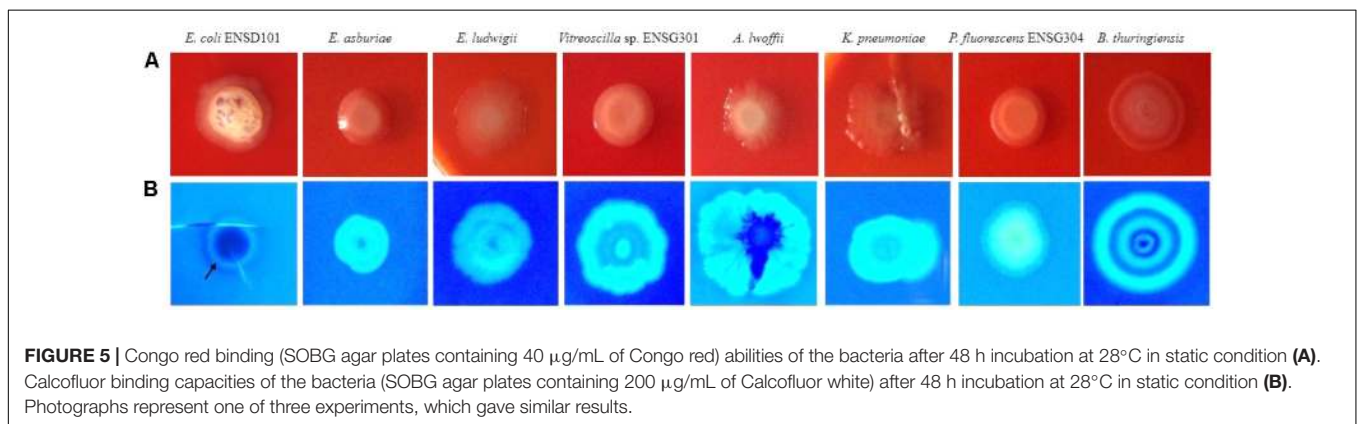 E. coli ENSD101 E. asburiae E. ludwigii Vitreoscilla sp. ENSG301 A. lwoffii K. pneumoniae P. fluorescens ENSG304 B. thuringiensis
A
B
FIGURE 5 | Congo red binding (SOBG agar plates containing 40 μg/mL of Congo red) abilities of the bacteria after 48 h incubation at 28°C in static condition (A).
Calcofluor binding capacities of the bacteria (SOBG agar plates containing 200 μg/mL of Calcofluor white) after 48 h incubation at 28°C in static condition (B).
Photographs represent one of three experiments, which gave similar results.